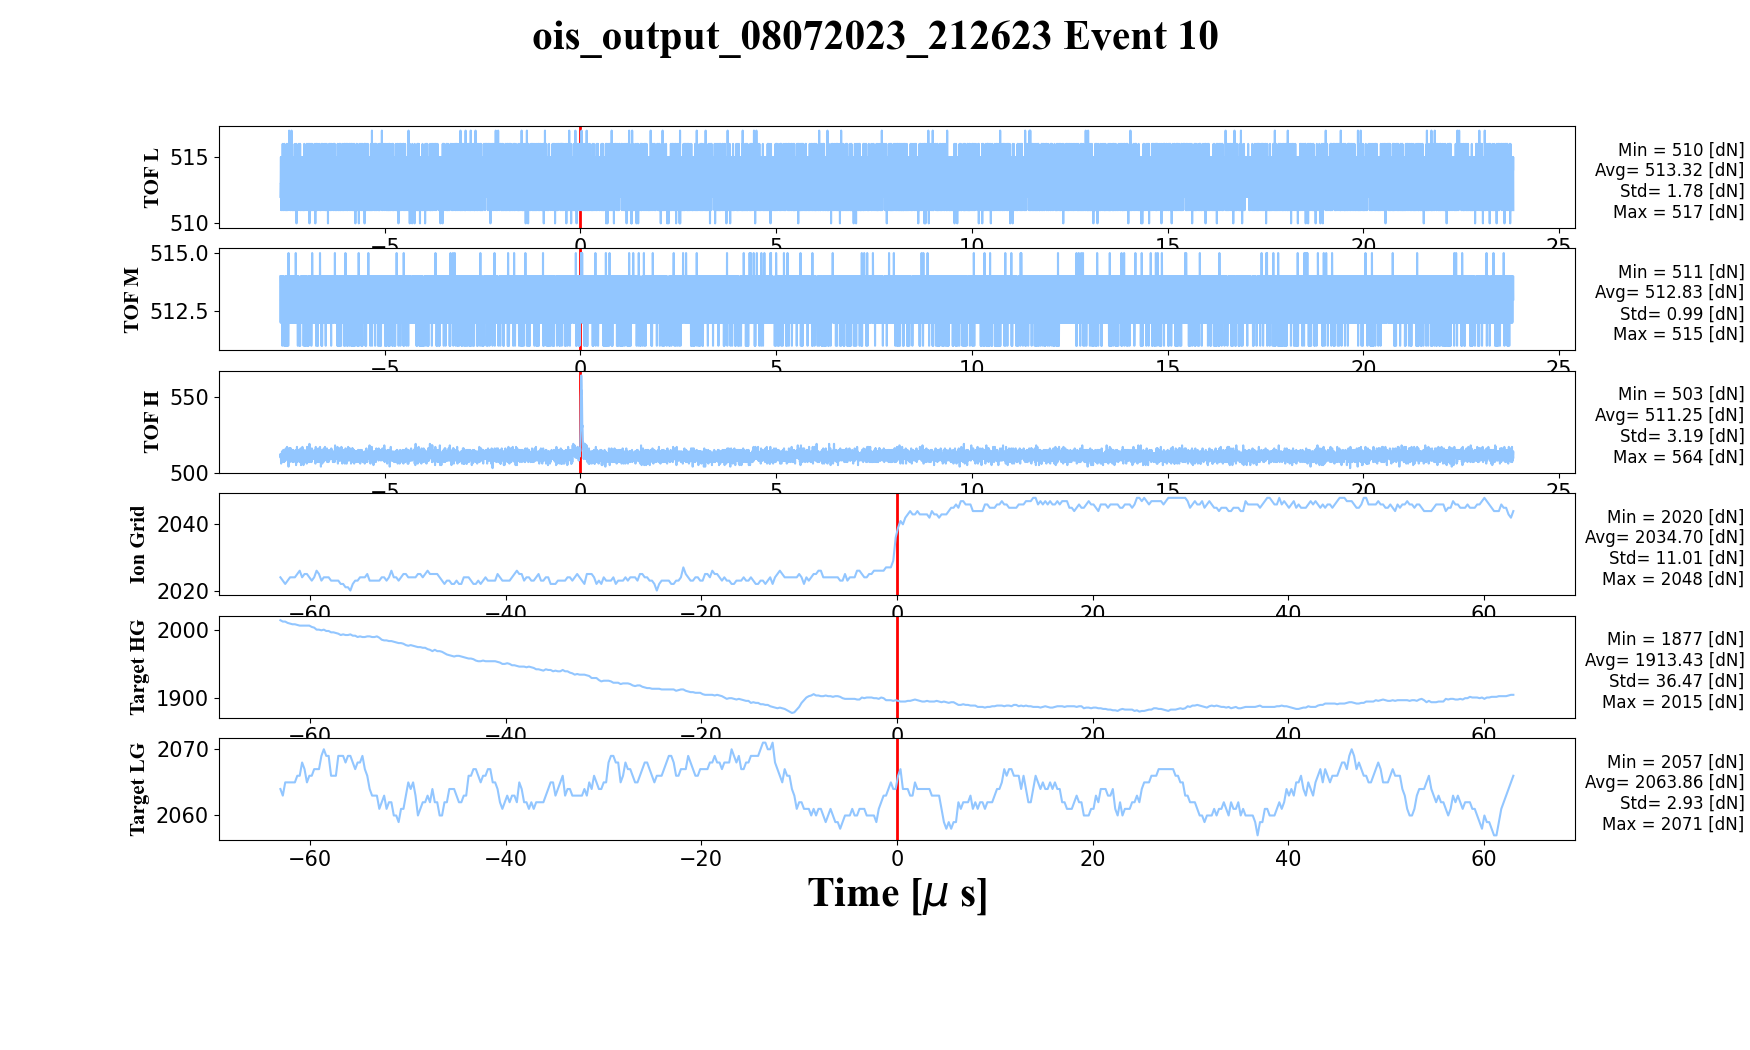 ois_output_08072023_212623 Event 10
TOF L
515
510
−5 0 5 10 15 20 25
Min = 510 [dN]
Avg= 513.32 [dN]
Std= 1.78 [dN]
Max = 517 [dN]
TOF M
515.0
512.5
−5 0 5 10 15 20 25
Min = 511 [dN]
Avg= 512.83 [dN]
Std= 0.99 [dN]
Max = 515 [dN]
TOF H
550
500
−5 0 5 10 15 20 25
Min = 503 [dN]
Avg= 511.25 [dN]
Std= 3.19 [dN]
Max = 564 [dN]
Ion Grid
2040
2020
−60 −40 −20 0 20 40 60
Min = 2020 [dN]
Avg= 2034.70 [dN]
Std= 11.01 [dN]
Max = 2048 [dN]
Target HG
2000
1900
−60 −40 −20 0 20 40 60
Min = 1877 [dN]
Avg= 1913.43 [dN]
Std= 36.47 [dN]
Max = 2015 [dN]
Target LG
2070
2060
−60 −40 −20 0 20 40 60
Min = 2057 [dN]
Avg= 2063.86 [dN]
Std= 2.93 [dN]
Max = 2071 [dN]
Time [μ s]